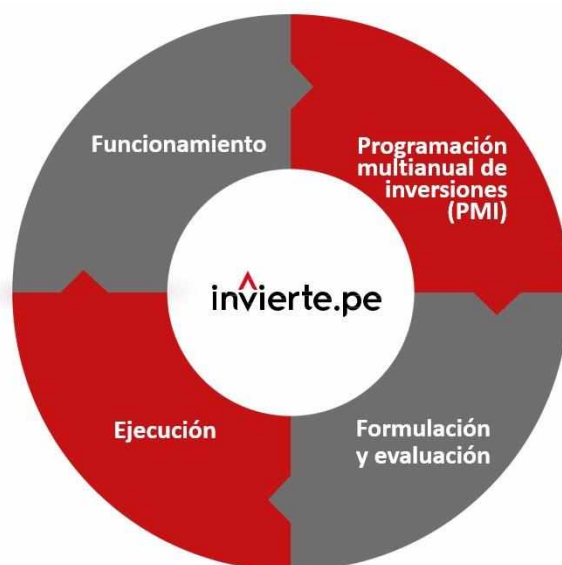 Funcionamiento
Programación
multianual de
inversiones
(PMI)
invierte.pe
Ejecución
Formulación
y evaluación